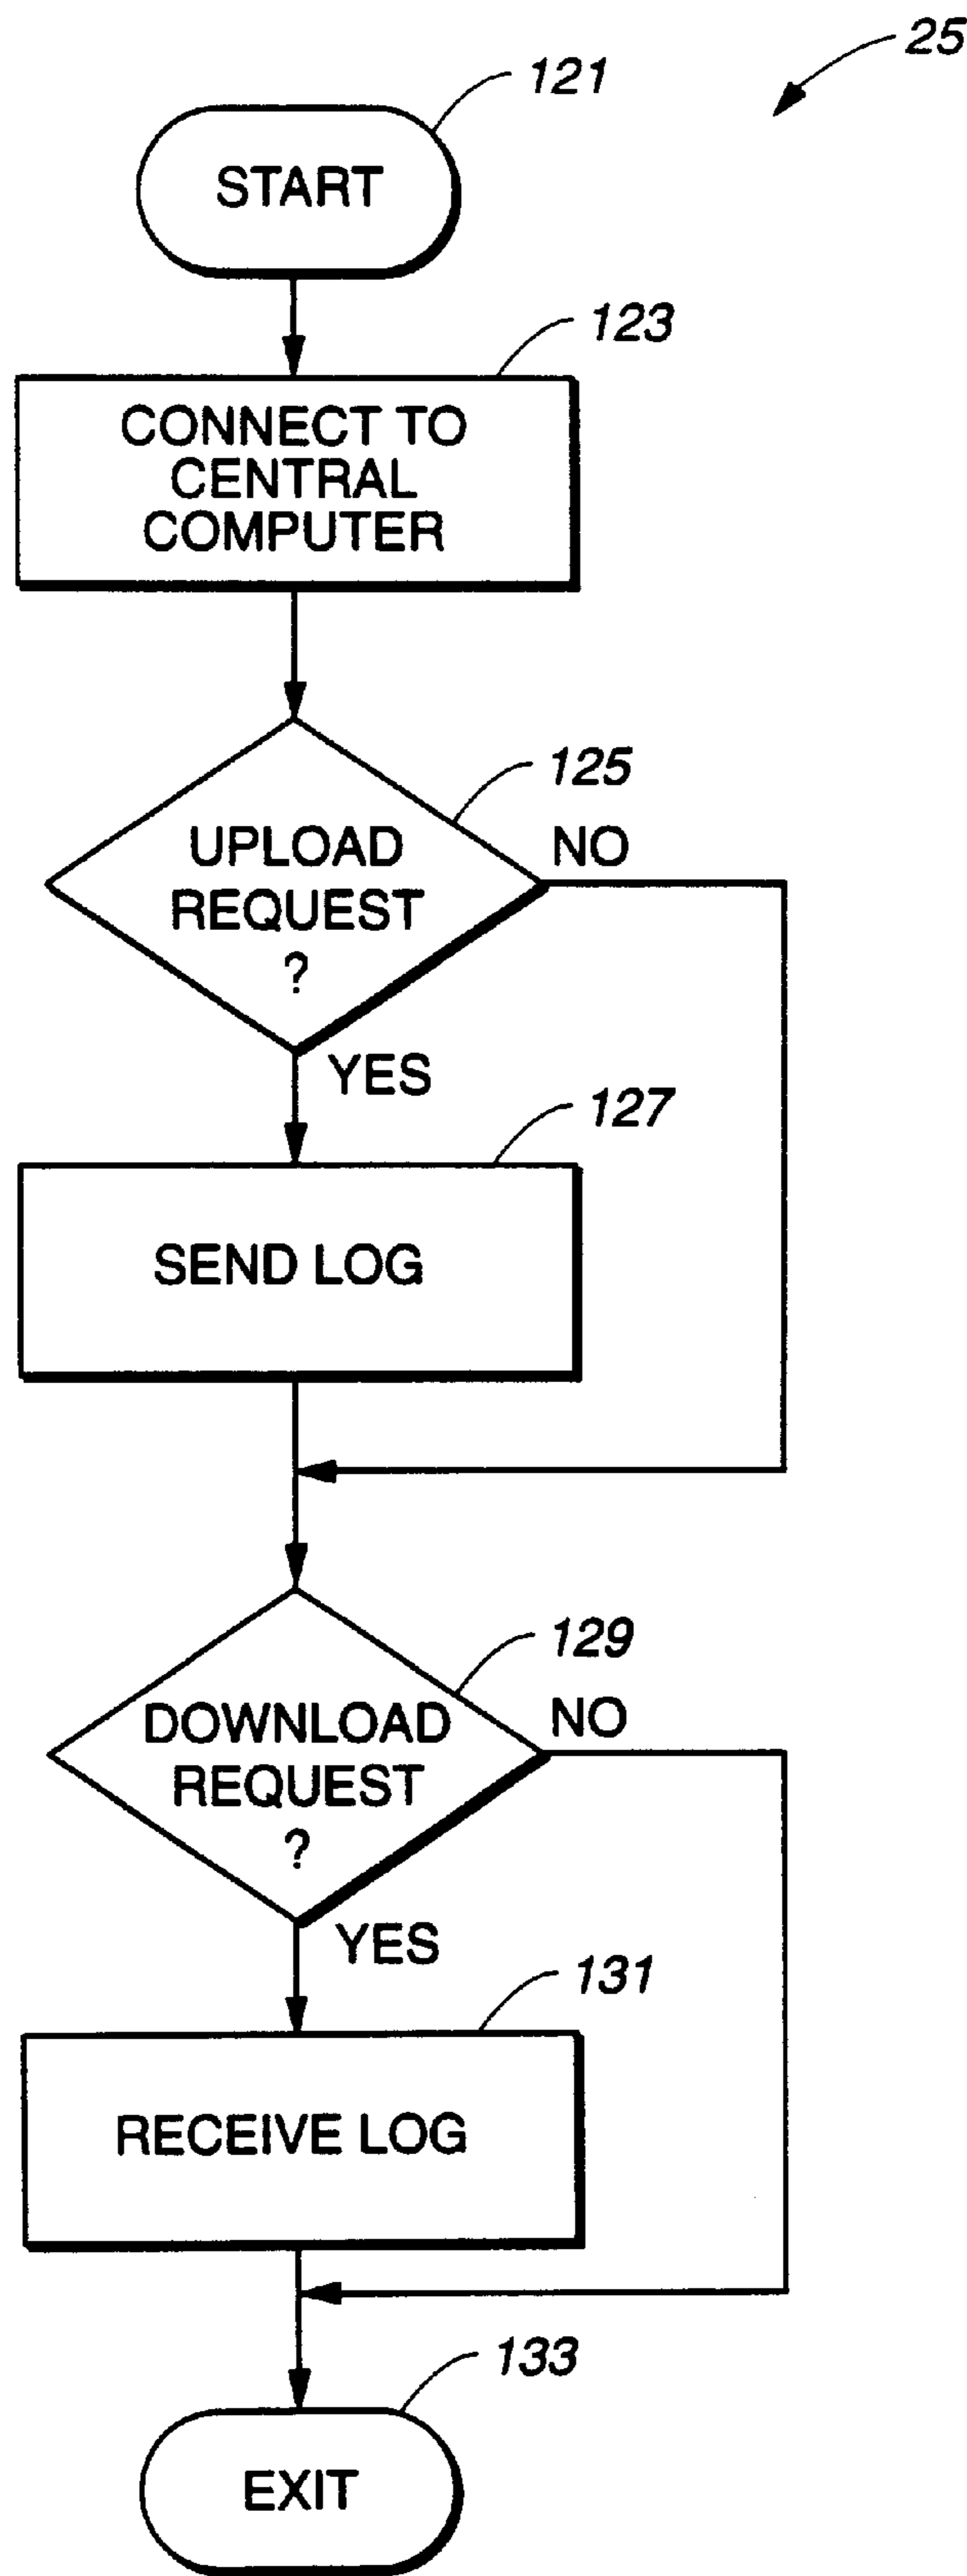 25
121
START
123
CONNECT TO
CENTRAL
COMPUTER
125
UPLOAD
REQUEST
?
NO
YES
127
SEND LOG
129
DOWNLOAD
REQUEST
?
NO
YES
131
RECEIVE LOG
133
EXIT